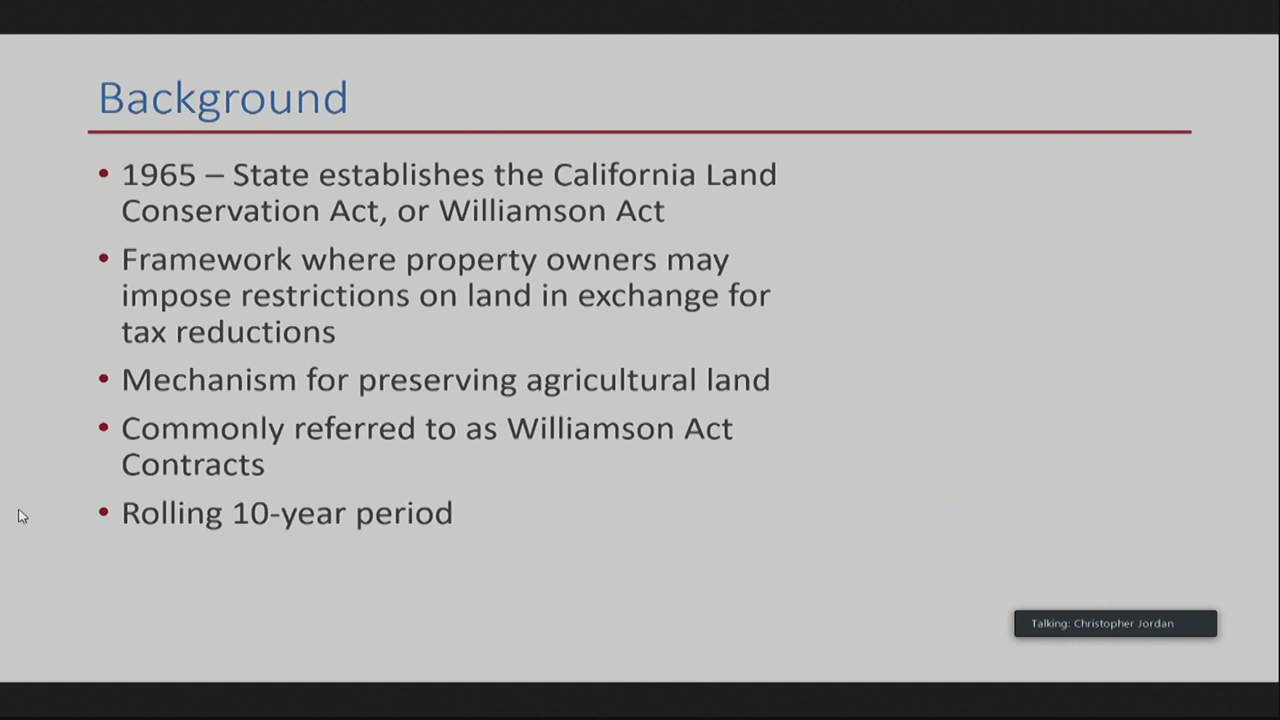 Background
• 1965 – State establishes the California Land
Conservation Act, or Williamson Act
• Framework where property owners may
impose restrictions on land in exchange for
tax reductions
• Mechanism for preserving agricultural land
• Commonly referred to as Williamson Act
Contracts
• Rolling 10-year period
Talking: Christopher Jordan